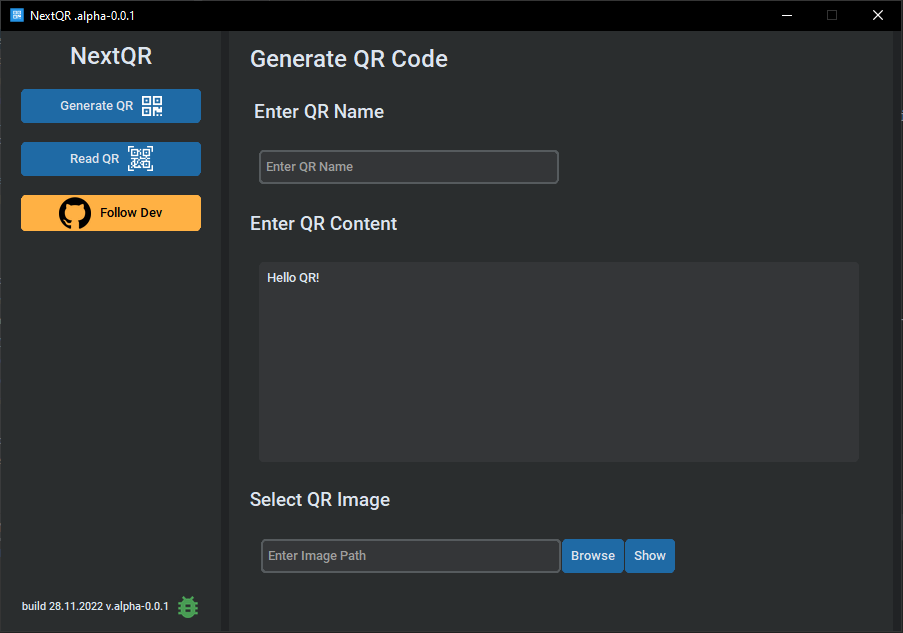 NextQR .alpha-0.0.1
NextQR
Generate QR
Read QR
Follow Dev
build 28.11.2022 v.alpha-0.0.1
Generate QR Code
Enter QR Name
Enter QR Name
Enter QR Content
Hello QR!
Select QR Image
Enter Image Path
Browse
Show